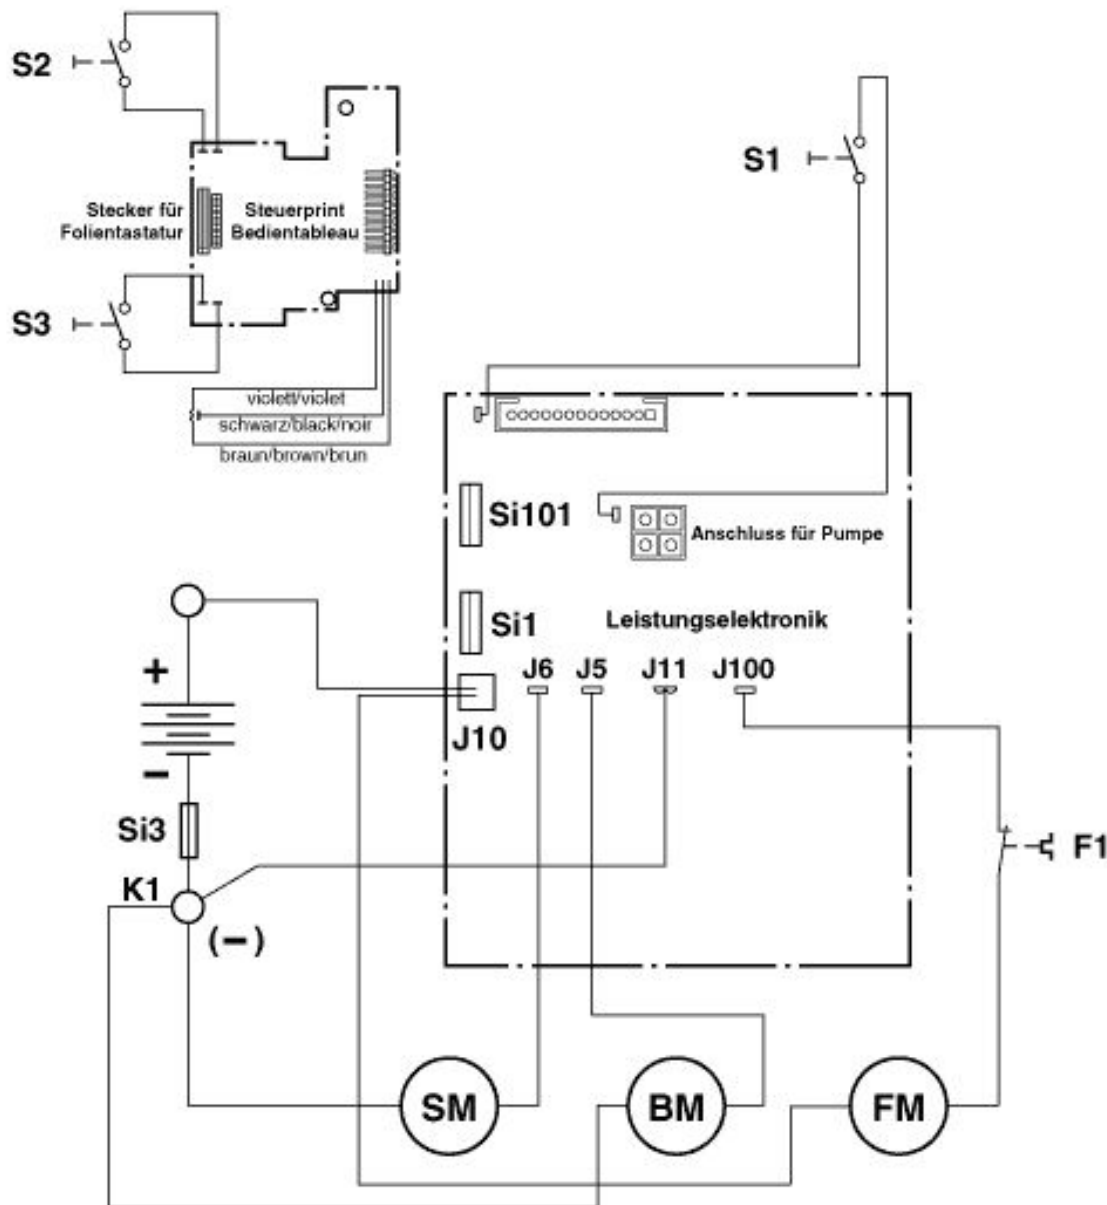 S2
S1
Stecker für
Folientastatur
Steuerprint
Bedientableau
S3
violett/violet
schwarz/black/noir
braun/brown/brun
Si101
Anschluss für Pumpe
Si1
Leistungselektronik
J6 J5 J11 J100
+
J10
-
Si3
F1
K1
(-)
SM
BM
FM